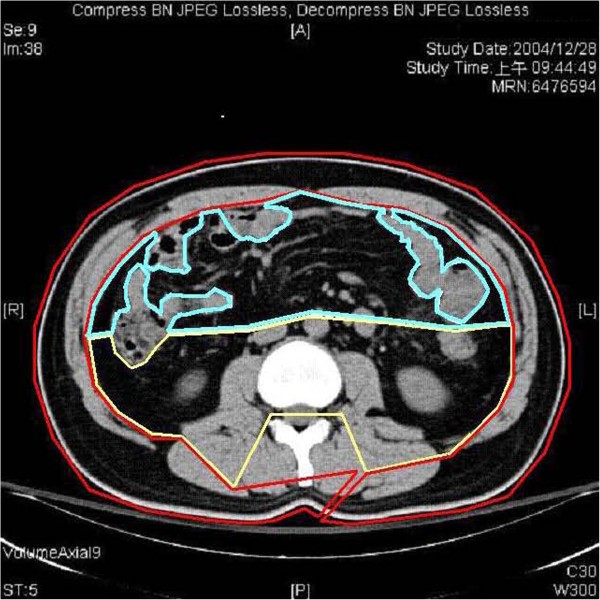 Compress BN JPEG Lossless, Decompress BN JPEG Lossless
Se:9
[A]
Im:38
Study Date:2004/12/28
Study Time:上午 09:44:49
MRN:6476594
[R]
[L]
VolumeAxial9
C30
ST:5
[P]
W300